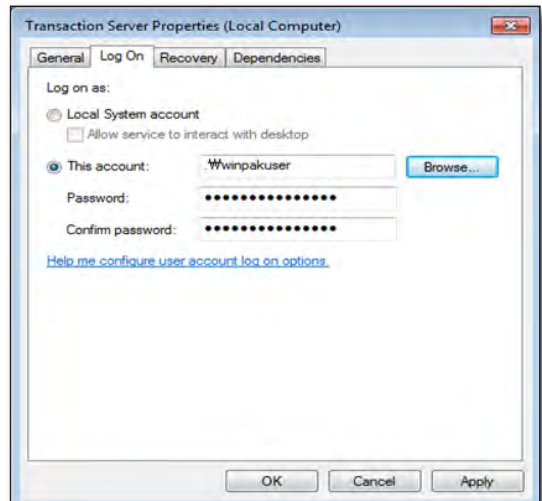 Transaction Server Properties (Local Computer)
General Log On Recovery Dependencies
Log on as:
Local System account
Allow service to interact with desktop
This account: .₩winpakuser Browse...
Password: •••••••••••••••
Confirm password: •••••••••••••••
Help me configure user account log on options.
OK Cancel Apply